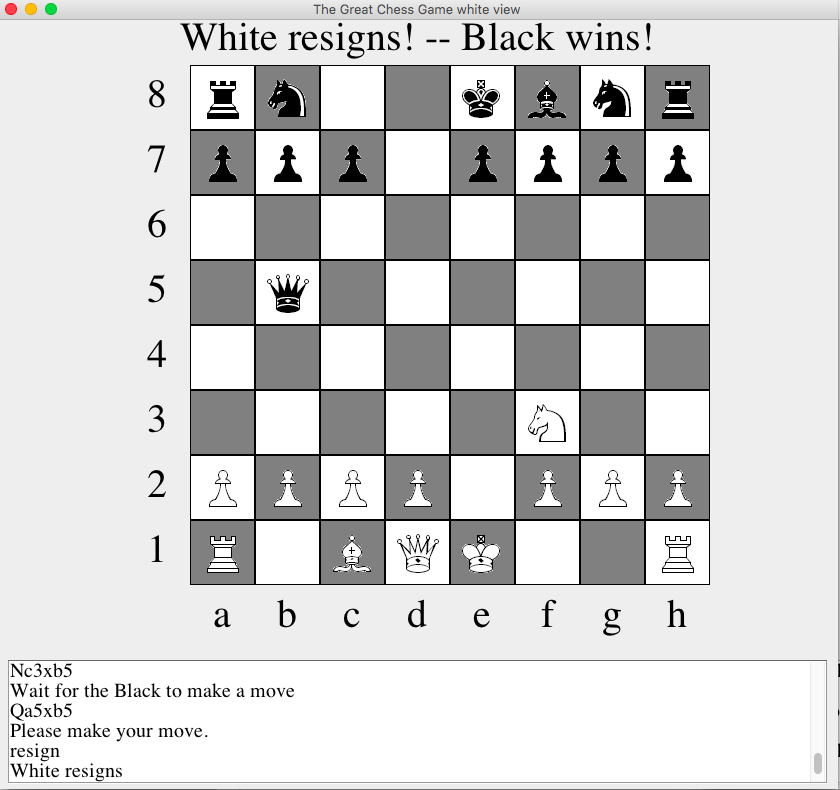 The Great Chess Game white view
White resigns! -- Black wins!
8
7
6
5
4
3
2
1
a b c d e f g h
Nc3xb5
Wait for the Black to make a move
Qa5xb5
Please make your move.
resign
White resigns